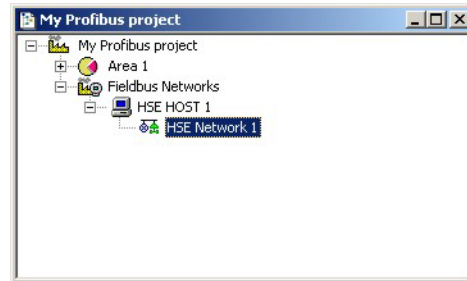 My Profibus project
My Profibus project
Area 1
Fieldbus Networks
HSE HOST 1
HSE Network 1